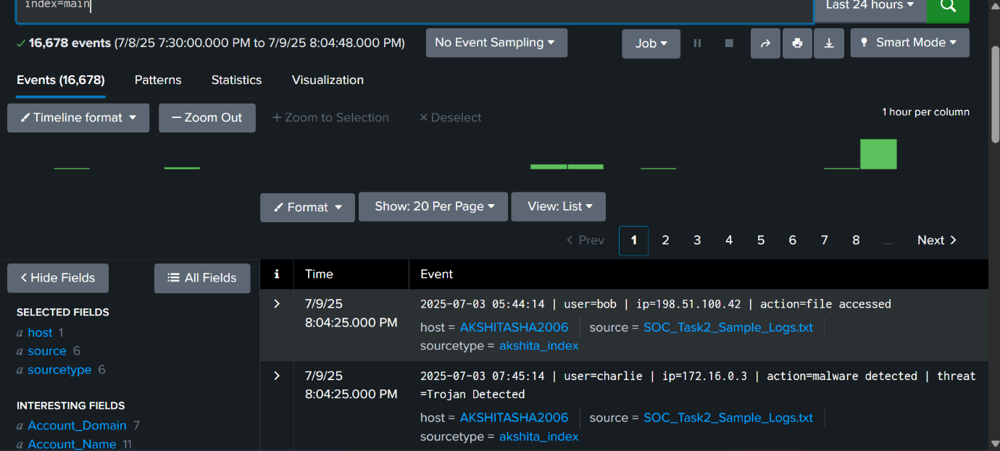 index=main
Last 24 hours
16,678 events (7/8/25 7:30:00.000 PM to 7/9/25 8:04:48.000 PM)
No Event Sampling
Job
Smart Mode
Events (16,678)
Patterns
Statistics
Visualization
Timeline format
— Zoom Out
+ Zoom to Selection
× Deselect
1 hour per column
Format
Show: 20 Per Page
View: List
< Prev
1
2
3
4
5
6
7
8
...
Next >
< Hide Fields
All Fields
SELECTED FIELDS
a host 1
a source 6
a sourcetype 6
INTERESTING FIELDS
a Account_Domain 7
a Account_Name 11
i
Time
Event
>
7/9/25
8:04:25.000 PM
2025-07-03 05:44:14 | user=bob | ip=198.51.100.42 | action=file accessed
host = AKSHITASHA2006
source = SOC_Task2_Sample_Logs.txt
sourcetype = akshita_index
>
7/9/25
8:04:25.000 PM
2025-07-03 07:45:14 | user=charlie | ip=172.16.0.3 | action=malware detected | threat
=Trojan Detected
host = AKSHITASHA2006
source = SOC_Task2_Sample_Logs.txt
sourcetype = akshita_index